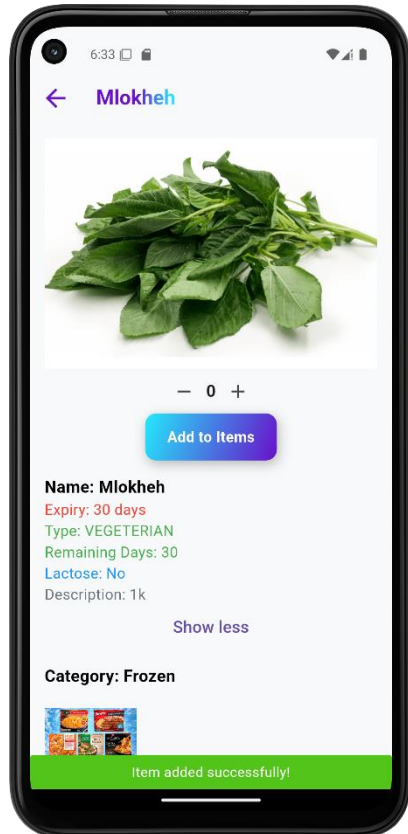 6:33
Mlokheh
0
Add to Items
Name: Mlokheh
Expiry: 30 days
Type: VEGETERIAN
Remaining Days: 30
Lactose: No
Description: 1k
Show less
Category: Frozen
Item added successfully!